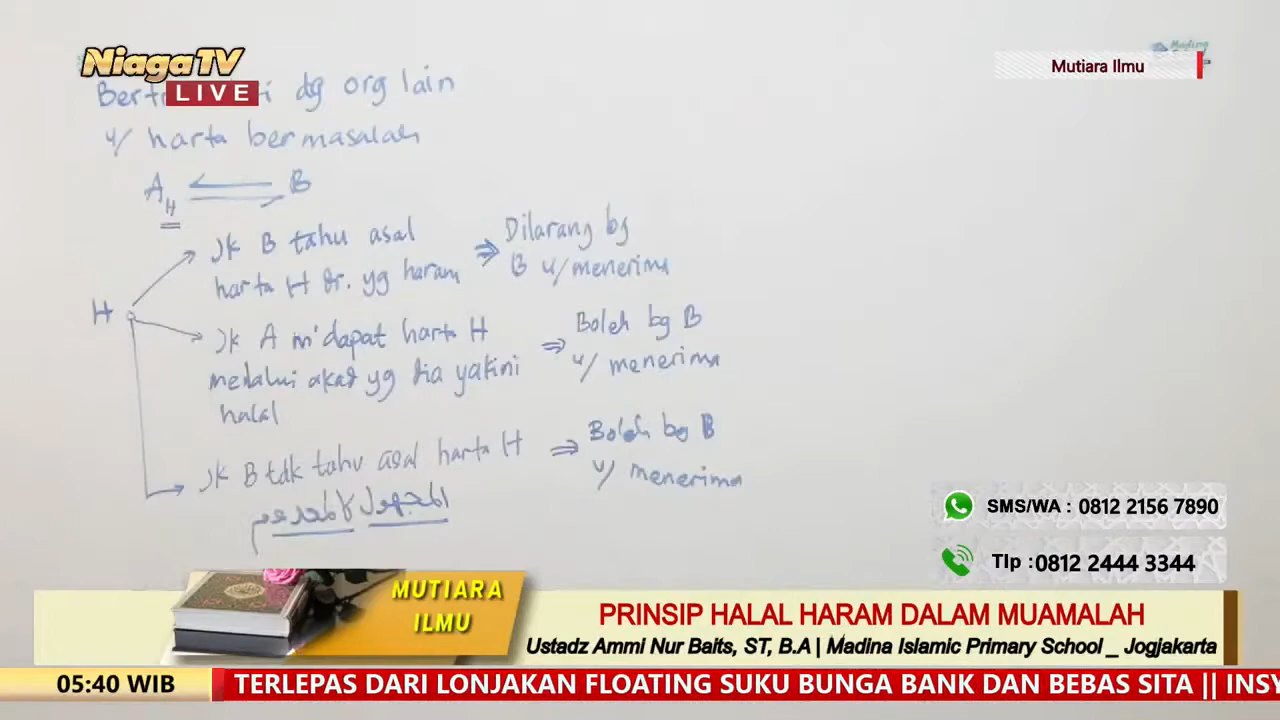 NiagaTV
LIVE
Mutiara Ilmu
dg org lain
u/ harta bermasalah
A H B
Jk B tahu asal
harta H dr. yg haram
Dilarang bg
B u/ menerima
H
Jk A m'dapat harta H
melalui akad yg dia yakini
halal
Boleh bg B
u/ menerima
Jk B tdk tahu asal harta H
Boleh bg B
u/ menerima
المجهول كالمعدوم
SMS/WA : 0812 2156 7890
Tlp : 0812 2444 3344
MUTIARA
ILMU
PRINSIP HALAL HARAM DALAM MUAMALAH
Ustadz Ammi Nur Baits, ST, B.A | Madina Islamic Primary School _ Jogjakarta
05:40 WIB
TERLEPAS DARI LONJAKAN FLOATING SUKU BUNGA BANK DAN BEBAS SITA || INSY